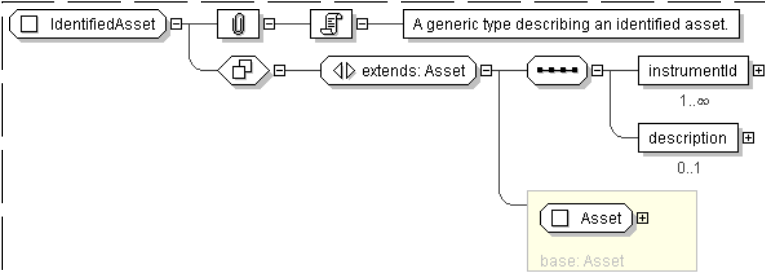 IdentifiedAsset
A generic type describing an identified asset.
extends: Asset
instrumentId
1..∞
description
0..1
Asset
base: Asset